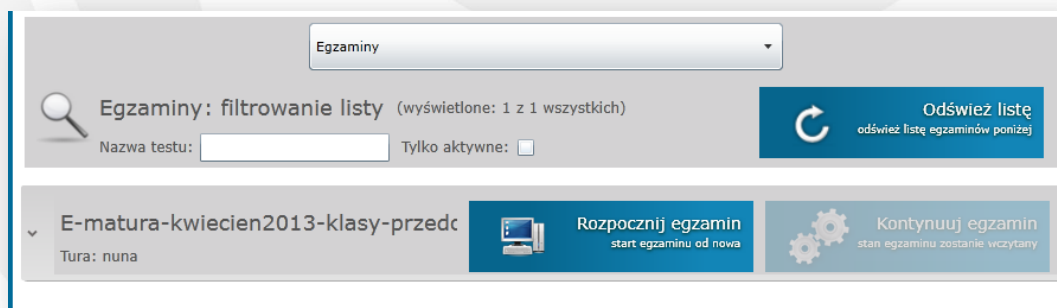 Egzaminy
Egzaminy: filtrowanie listy (wyświetlone: 1 z 1 wszystkich)
Nazwa testu:
Tylko aktywne:
Odśwież listę
odśwież listę egzaminów poniżej
E-matura-kwiecien2013-klasy-przedc
Tura: nuna
Rozpocznij egzamin
start egzaminu od nowa
Kontynuuj egzamin
stan egzaminu zostanie wczytany